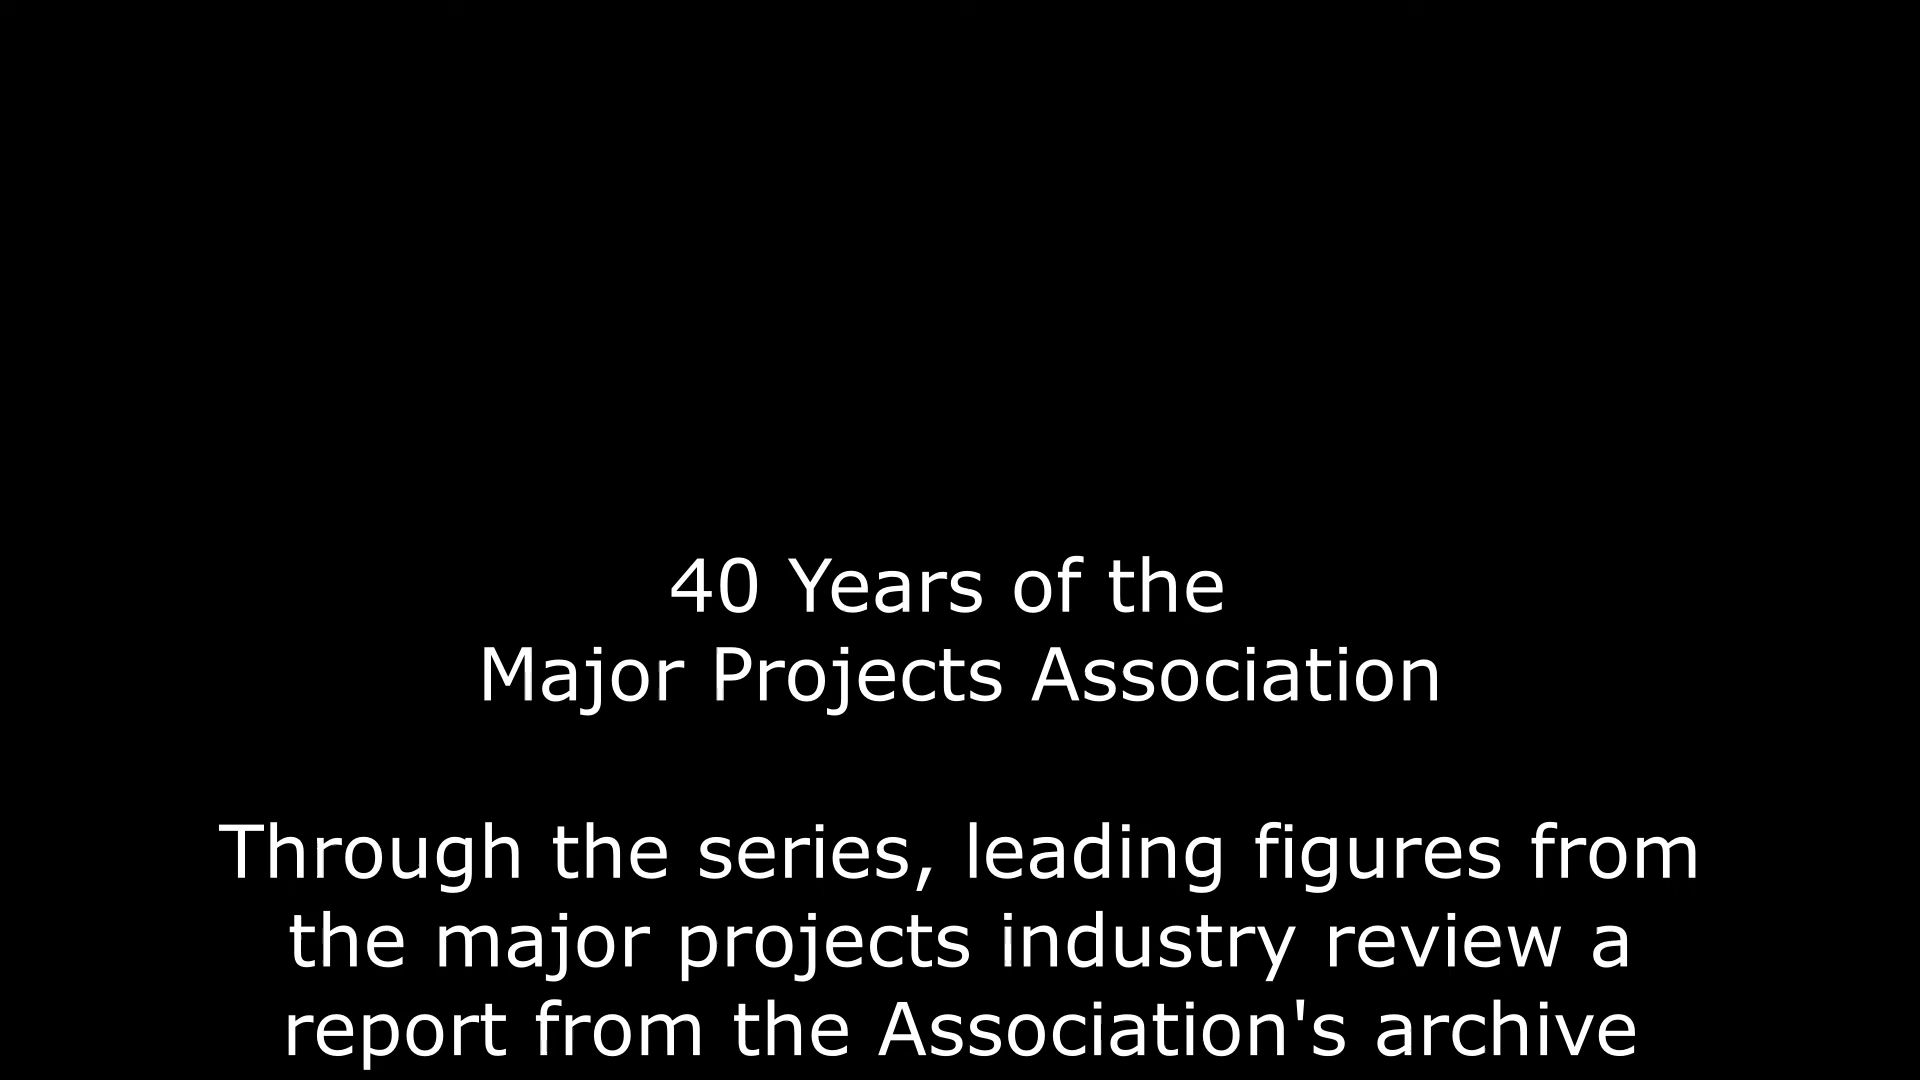 40 Years of the
Major Projects Association
Through the series, leading figures from
the major projects industry review a
report from the Association's archive